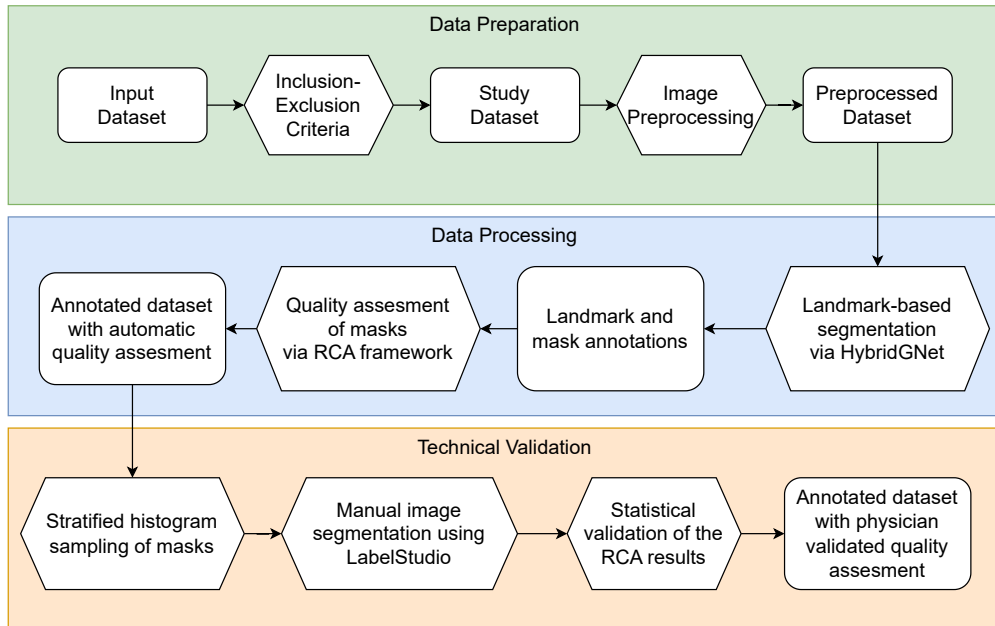 Data Preparation
Input
Dataset
Inclusion-
Exclusion
Criteria
Study
Dataset
Image
Preprocessing
Preprocessed
Dataset
Data Processing
Annotated dataset
with automatic
quality assesment
Quality assesment
of masks
via RCA framework
Landmark and
mask annotations
Landmark-based
segmentation
via HybridGNet
Technical Validation
Stratified histogram
sampling of masks
Manual image
segmentation using
LabelStudio
Statistical
validation of the
RCA results
Annotated dataset
with physician
validated quality
assesment